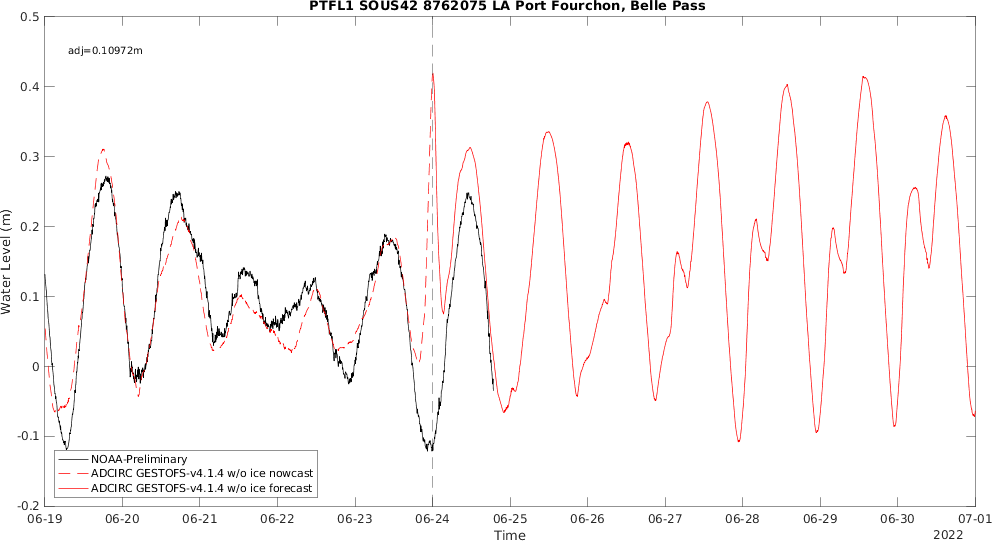 PTFL1 SOUS42 8762075 LA Port Fourchon, Belle Pass
adj=0.10972m
0.5
0.4
0.3
0.2
0.1
0
-0.1
-0.2
Water Level (m)
NOAA-Preliminary
ADCIRC GESTOFS-v4.1.4 w/o ice nowcast
ADCIRC GESTOFS-v4.1.4 w/o ice forecast
06-19 06-20 06-21 06-22 06-23 06-24 06-25 06-26 06-27 06-28 06-29 06-30 07-01
Time
2022